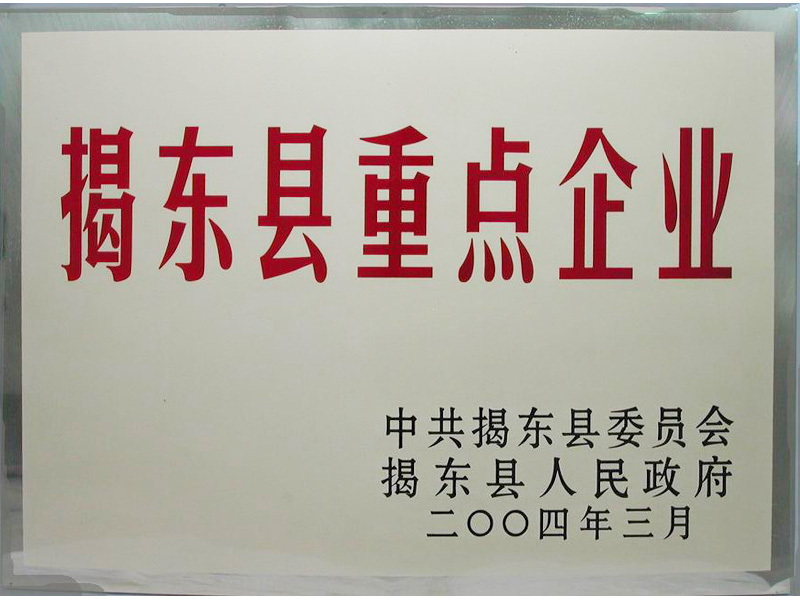 揭东县重点企业
中共揭东县委员会
揭东县人民政府
二〇〇四年三月